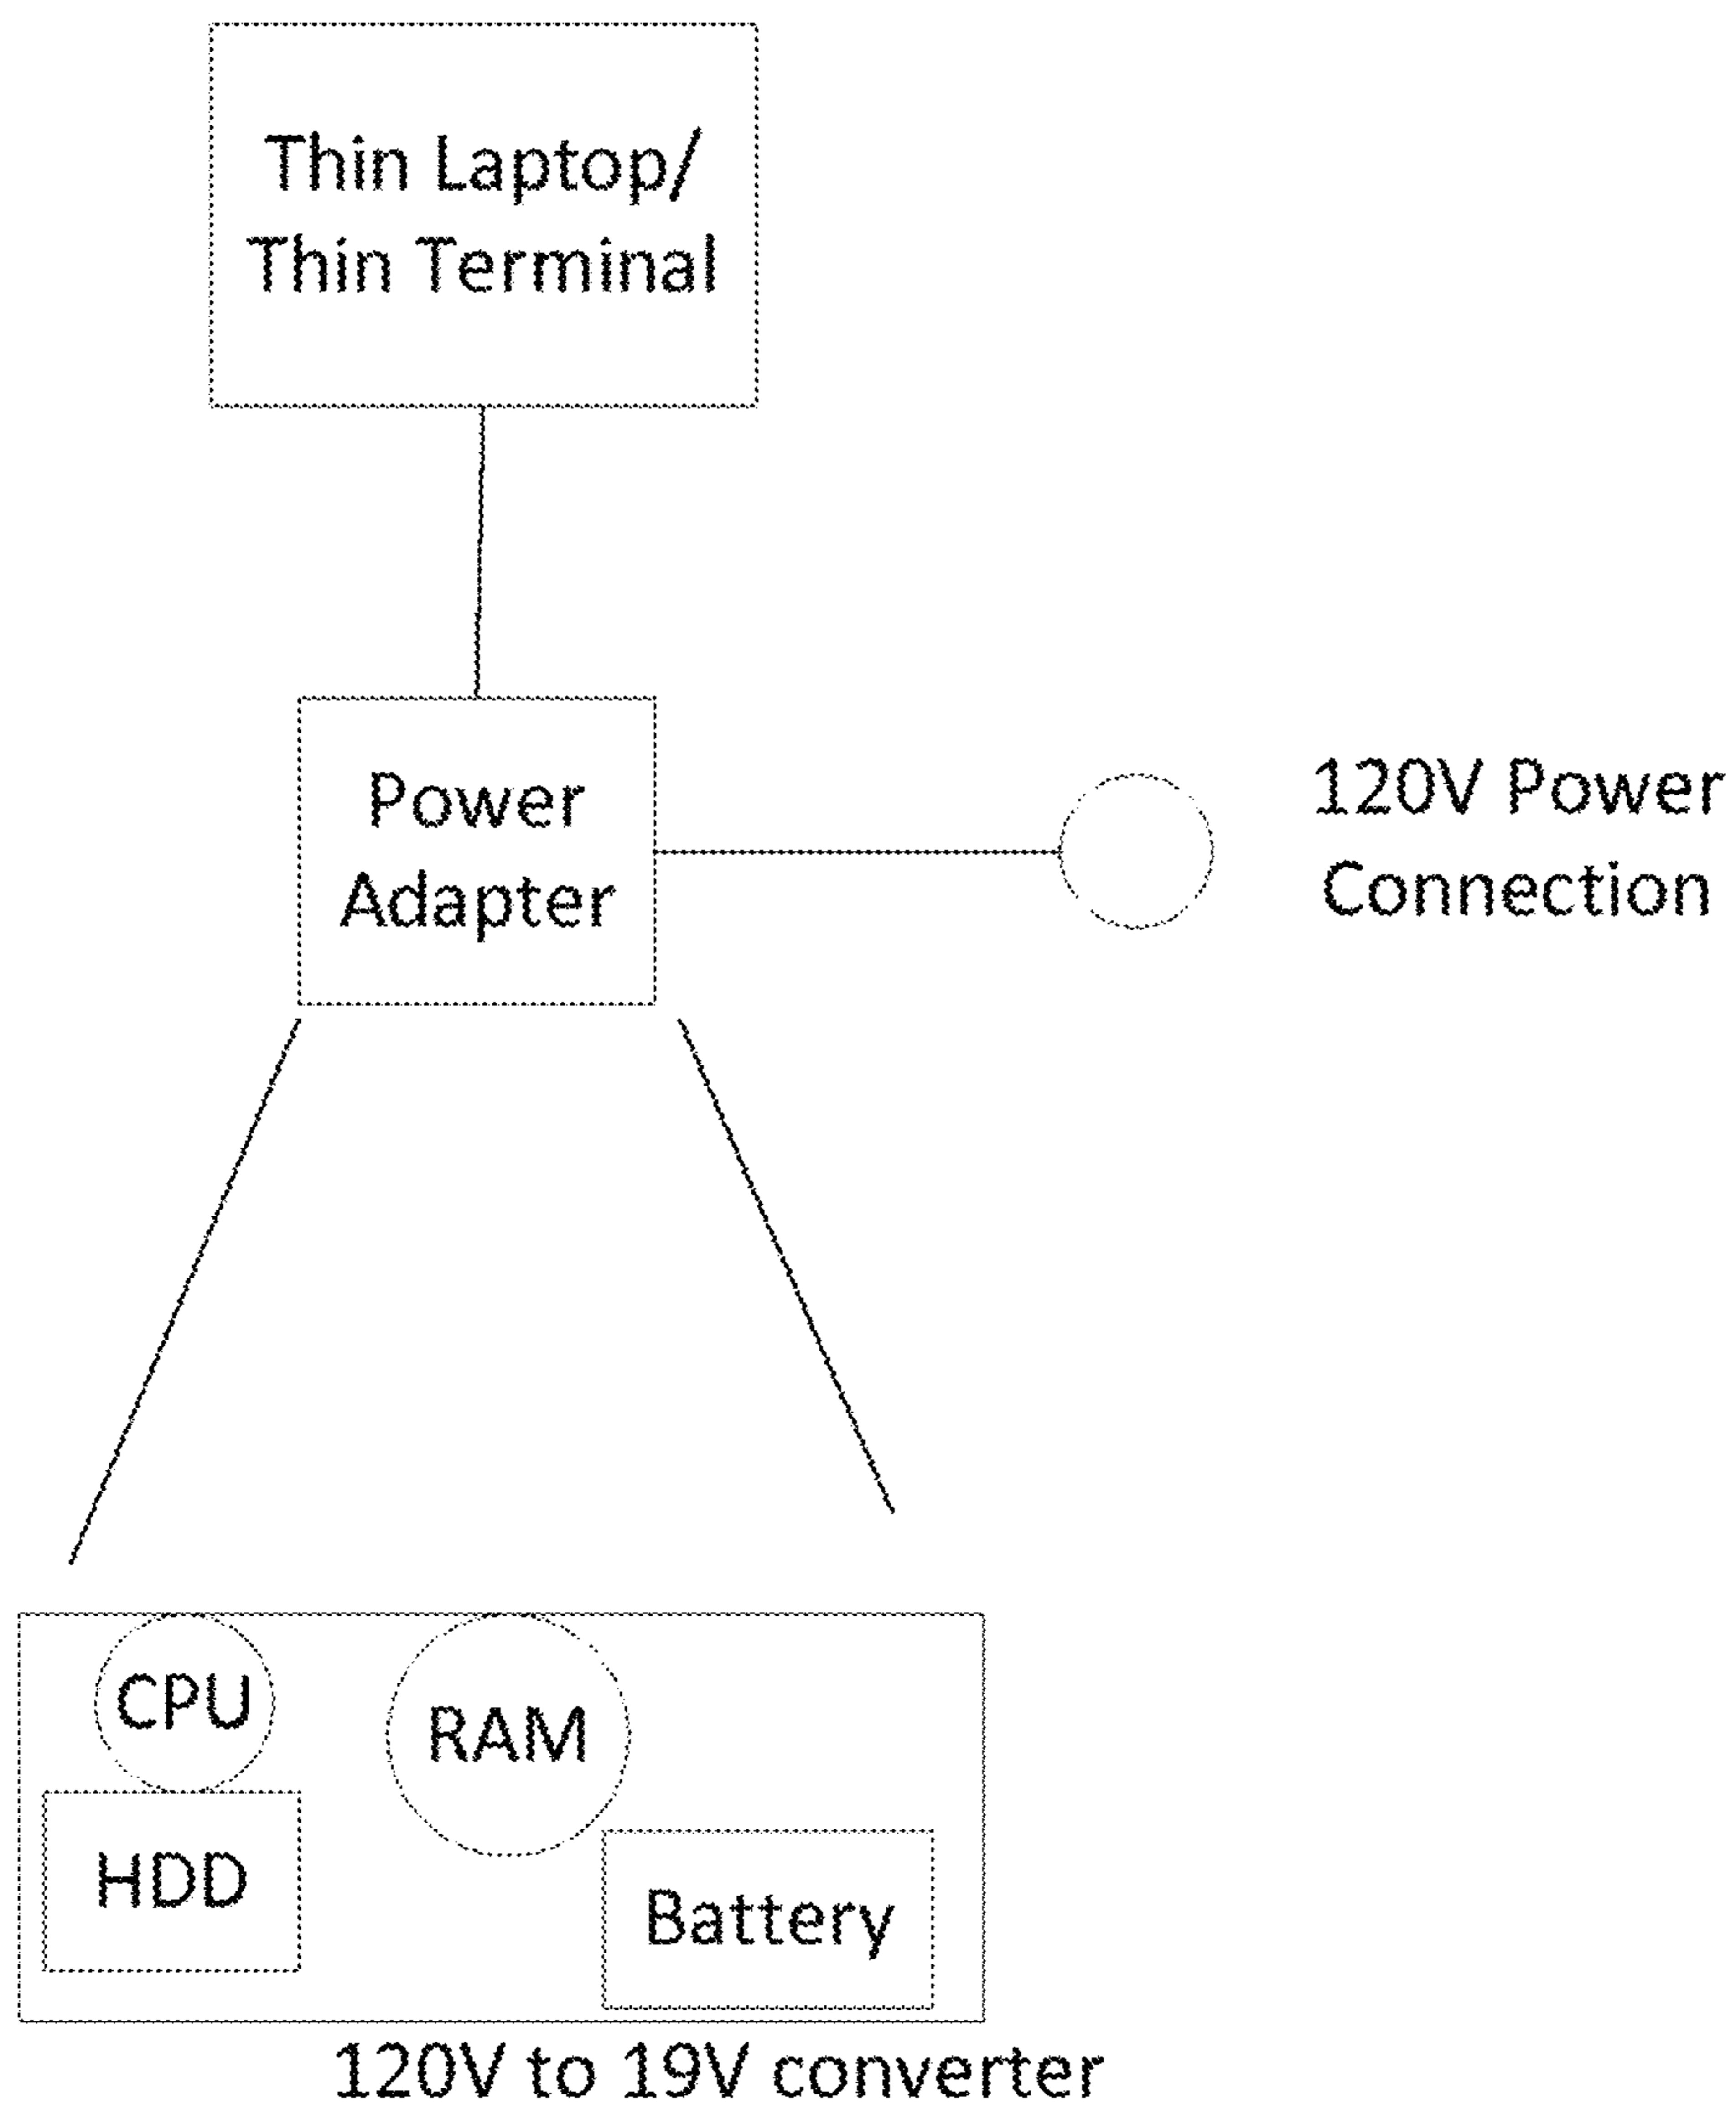 Thin Laptop/
Thin Terminal
Power
Adapter
120V Power
Connection
CPU
RAM
HDD
Battery
120V to 19V converter